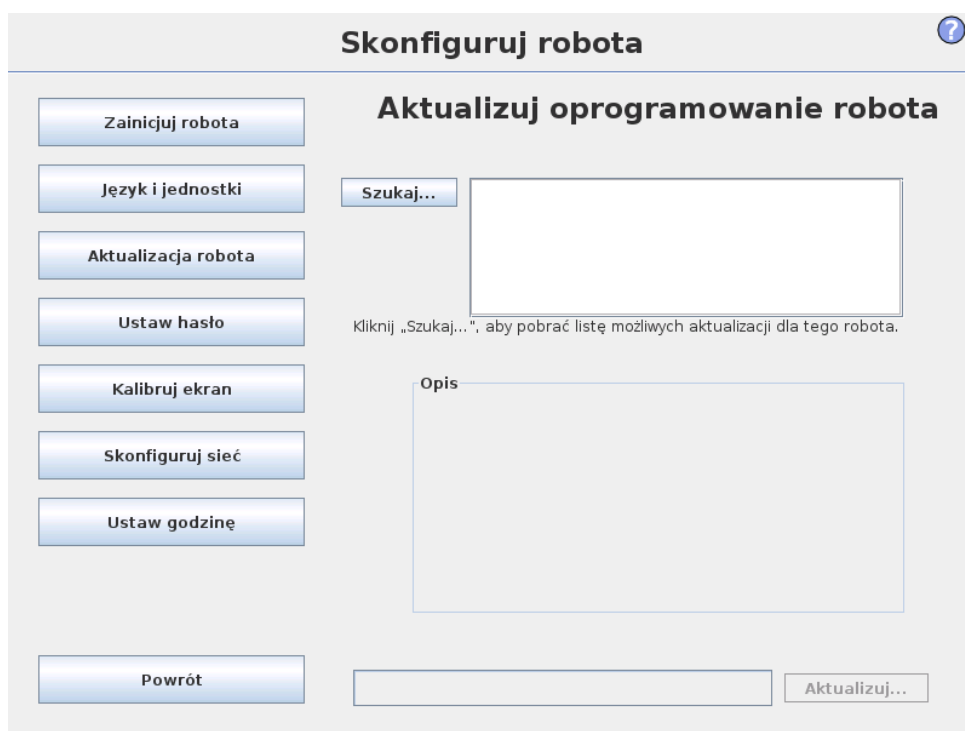 Skonfiguruj robota
?
Zainicjuj robota
Język i jednostki
Aktualizacja robota
Ustaw hasło
Kalibruj ekran
Skonfiguruj sieć
Ustaw godzinę
Powrót
Aktualizuj oprogramowanie robota
Szukaj...
Kliknij „Szukaj...", aby pobrać listę możliwych aktualizacji dla tego robota.
Opis
Aktualizuj...